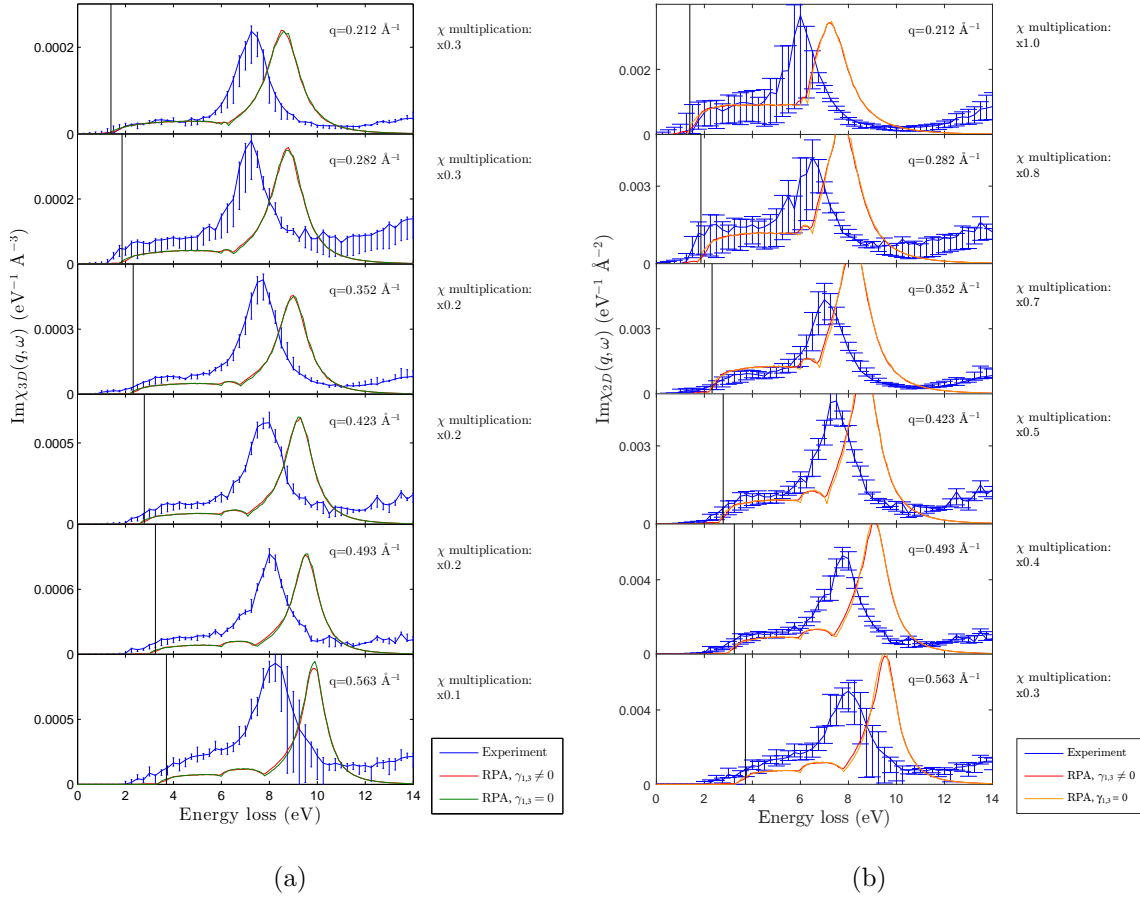 q=0.212 Å⁻¹
χ multiplication:
x0.3
0.0002
0
q=0.282 Å⁻¹
χ multiplication:
x0.3
0.0002
0
q=0.352 Å⁻¹
χ multiplication:
x0.2
0.0003
0
q=0.423 Å⁻¹
χ multiplication:
x0.2
0.0005
0
q=0.493 Å⁻¹
χ multiplication:
x0.2
0.0006
0
q=0.563 Å⁻¹
χ multiplication:
x0.1
0.0005
0
Imχ3D(q, ω) (eV⁻¹ Å⁻³)
0 2 4 6 8 10 12 14
Energy loss (eV)
Experiment
RPA, γ1,3 ≠ 0
RPA, γ1,3 = 0
(a)
q=0.212 Å⁻¹
χ multiplication:
x1.0
0.002
0
q=0.282 Å⁻¹
χ multiplication:
x0.8
0.003
0
q=0.352 Å⁻¹
χ multiplication:
x0.7
0.003
0
q=0.423 Å⁻¹
χ multiplication:
x0.5
0.003
0
q=0.493 Å⁻¹
χ multiplication:
x0.4
0.004
0
q=0.563 Å⁻¹
χ multiplication:
x0.3
0.004
0
Imχ2D(q, ω) (eV⁻¹ Å⁻²)
0 2 4 6 8 10 12 14
Energy loss (eV)
Experiment
RPA, γ1,3 ≠ 0
RPA, γ1,3 = 0
(b)